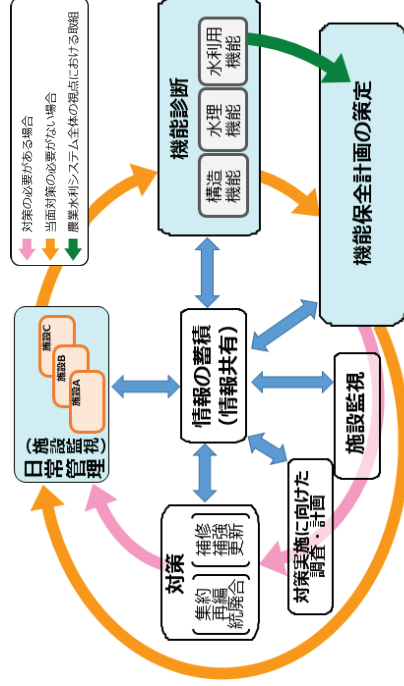 対策の必要がある場合
当面対策の必要がない場合
農業水利システム全体の視点における取組
日常管理
(施設監視)
施設A
施設B
施設C
機能診断
構造
機能
水理
機能
水利用
機能
機能保全計画の策定
情報の蓄積
(情報共有)
対策
集約
再編
統廃合
補修
補強
更新
対策実施に向けた
調査・計画
施設監視